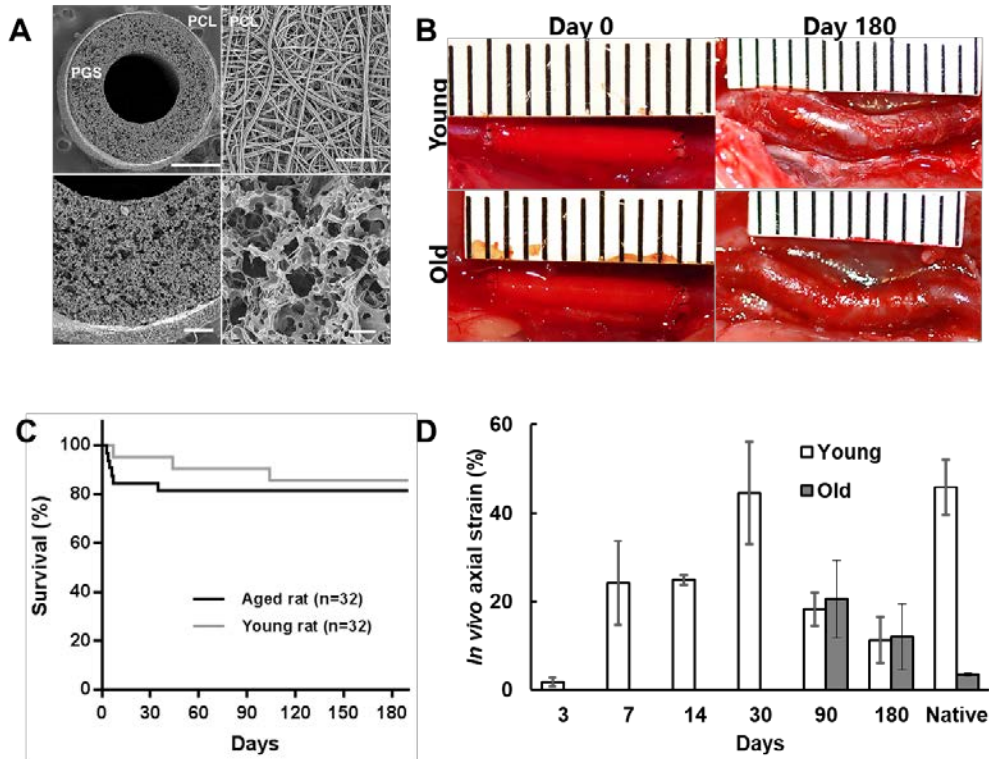 A
PCL
PCL
PGS
B
Day 0
Day 180
Young
Old
C
Survival (%)
100
80
60
40
20
0
Aged rat (n=32)
Young rat (n=32)
0 30 60 90 120 150 180
Days
D
In vivo axial strain (%)
60
40
20
0
Young
Old
3 7 14 30 90 180 Native
Days